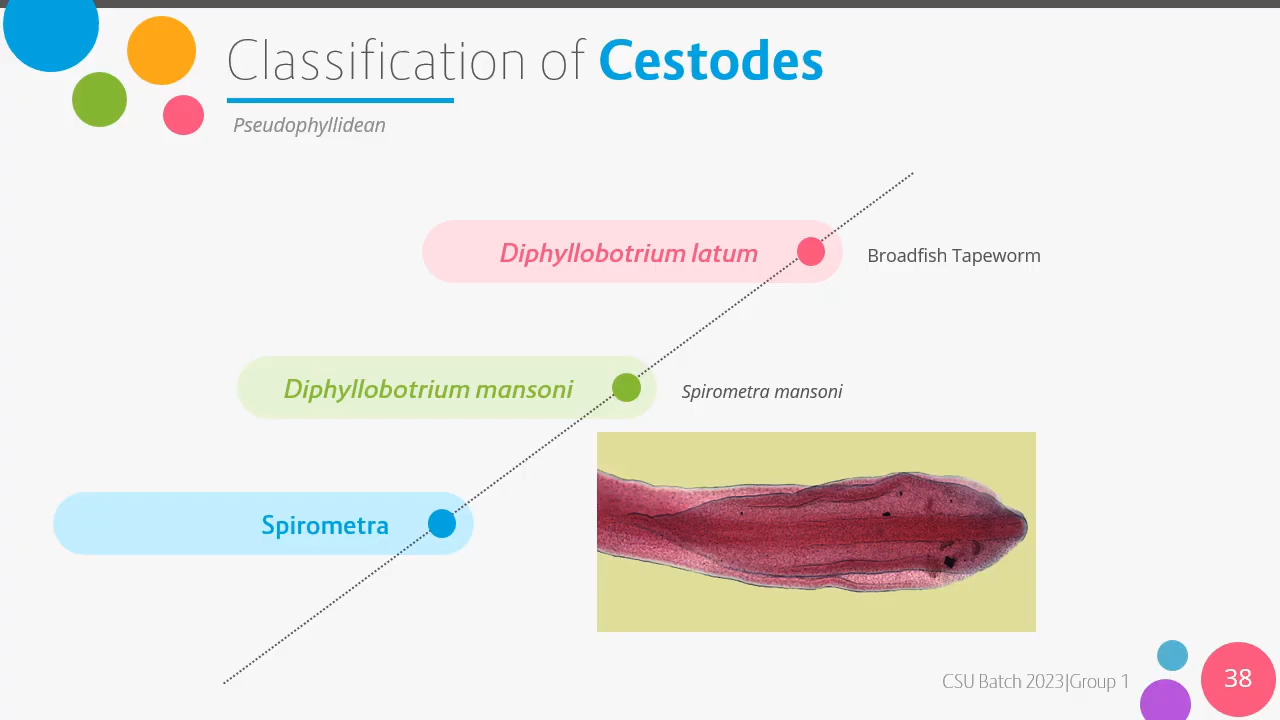 Classification of Cestodes
Pseudophyllidean
Diphyllobotrium latum
Broadfish Tapeworm
Diphyllobotrium mansoni
Spirometra mansoni
Spirometra
CSU Batch 2023|Group 1
38